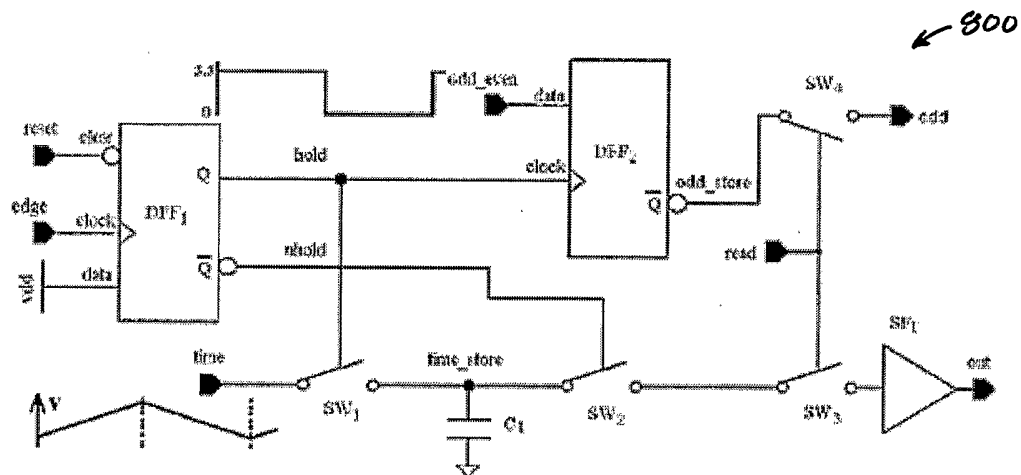 800
3.3
0
odd_even
data
SW4
odd
reset
clear
hold
DFF2
Q
clock
odd_store
edge
clock
DFF1
Q
nhold
Q
read
vdd
data
time
time_store
SF1
out
V
SW1
C1
SW2
SW3